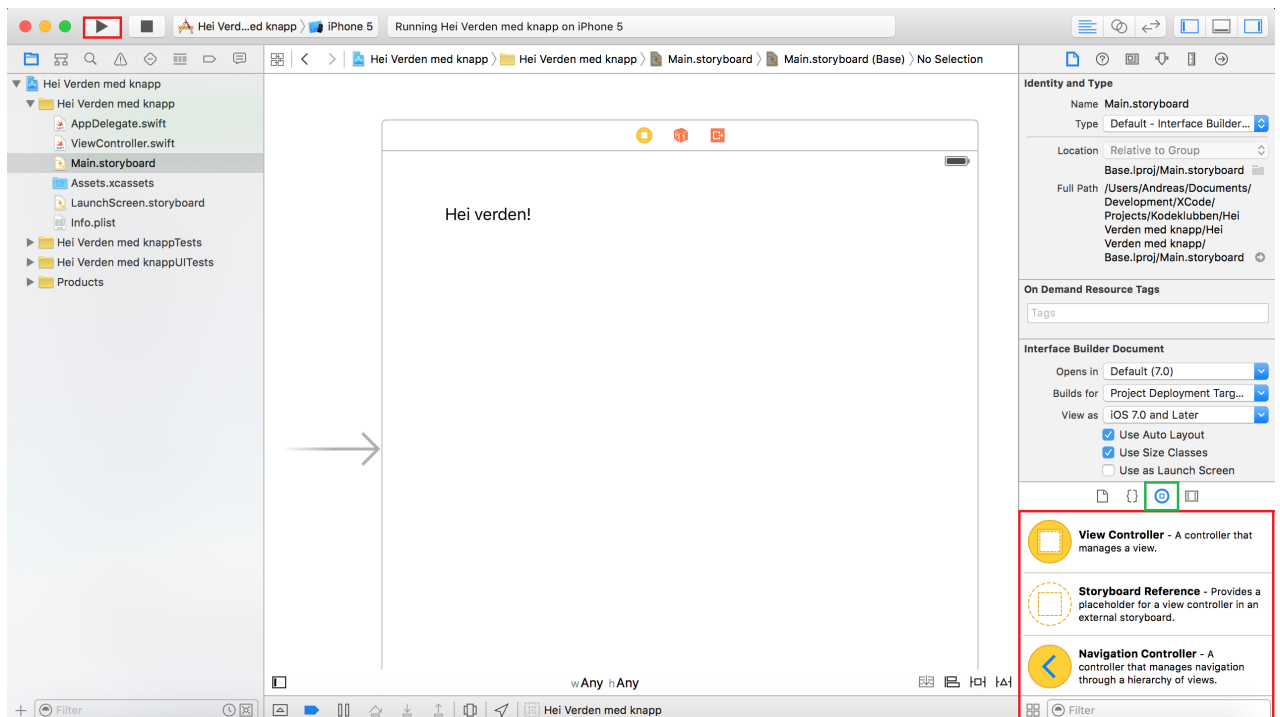 Hei Verd...ed knapp 〉 iPhone 5
Running Hei Verden med knapp on iPhone 5
Hei Verden med knapp 〉 Hei Verden med knapp 〉 Main.storyboard 〉 Main.storyboard (Base) 〉 No Selection
Hei Verden med knapp
Hei Verden med knapp
AppDelegate.swift
ViewController.swift
Main.storyboard
Assets.xcassets
LaunchScreen.storyboard
Info.plist
Hei Verden med knappTests
Hei Verden med knappUITests
Products
Filter
Hei verden!
wAny hAny
Hei Verden med knapp
Identity and Type
Name Main.storyboard
Type Default - Interface Builder...
Location Relative to Group
Base.lproj/Main.storyboard
Full Path /Users/Andreas/Documents/
Development/XCode/
Projects/Kodeklubben/Hei
Verden med knapp/Hei
Verden med knapp/
Base.lproj/Main.storyboard
On Demand Resource Tags
Tags
Interface Builder Document
Opens in Default (7.0)
Builds for Project Deployment Targ...
View as iOS 7.0 and Later
Use Auto Layout
Use Size Classes
Use as Launch Screen
{}
View Controller - A controller that
manages a view.
Storyboard Reference - Provides a
placeholder for a view controller in an
external storyboard.
Navigation Controller - A
controller that manages navigation
through a hierarchy of views.
Filter